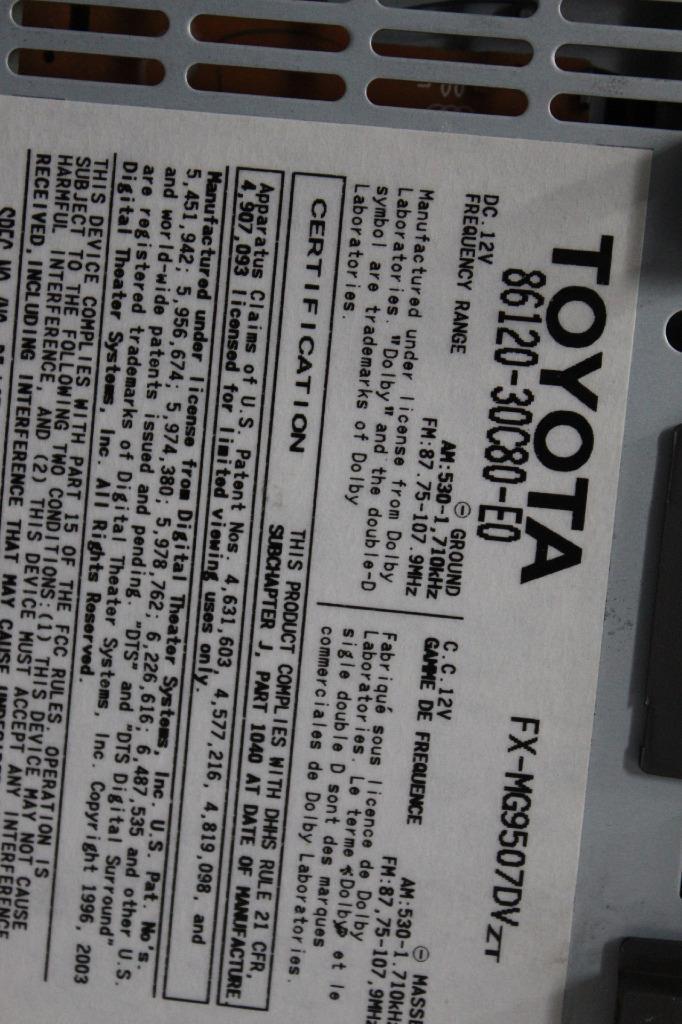 TOYOTA
86120-30C80-E0
FX-MG9507DVZT
DC.12V ⊖ GROUND
FREQUENCY RANGE AM:530-1,710kHz
FM:87.75-107.9MHz
Manufactured under license from Dolby
Laboratories. "Dolby" and the double-D
symbol are trademarks of Dolby
Laboratories.
C.C.12V ⊖ MASSE
GAMME DE FREQUENCE AM:530-1.710kHz
FM:87,75-107,9MHz
Fabriqué sous licence de Dolby
Laboratories. Le terme "Dolby" et le
sigle double D sont des marques
commerciales de Dolby Laboratories.
CERTIFICATION
THIS PRODUCT COMPLIES WITH DHHS RULE 21 CFR,
SUBCHAPTER J, PART 1040 AT DATE OF MANUFACTURE.
Apparatus Claims of U.S. Patent Nos. 4,631,603, 4,577,216, 4,819,098, and
4,907,093 licensed for limited viewing uses only.
Manufactured under license from Digital Theater Systems, Inc. U.S. Pat. No's.
5,451,942; 5,956,674; 5,974,380; 5,978,762; 6,226,616; 6,487,535 and other U.S.
and world-wide patents issued and pending. "DTS" and "DTS Digital Surround"
are registered trademarks of Digital Theater Systems, Inc. Copyright 1996, 2003
Digital Theater Systems, Inc. All Rights Reserved.
THIS DEVICE COMPLIES WITH PART 15 OF THE FCC RULES. OPERATION IS
SUBJECT TO THE FOLLOWING TWO CONDITIONS:(1) THIS DEVICE MAY NOT CAUSE
HARMFUL INTERFERENCE, AND (2) THIS DEVICE MUST ACCEPT ANY INTERFERENCE
RECEIVED, INCLUDING INTERFERENCE THAT MAY CAUSE